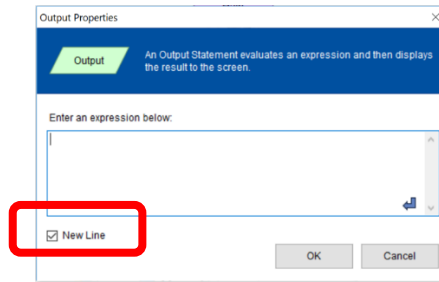 Output Properties
Output
An Output Statement evaluates an expression and then displays
the result to the screen.
Enter an expression below:
New Line
OK
Cancel